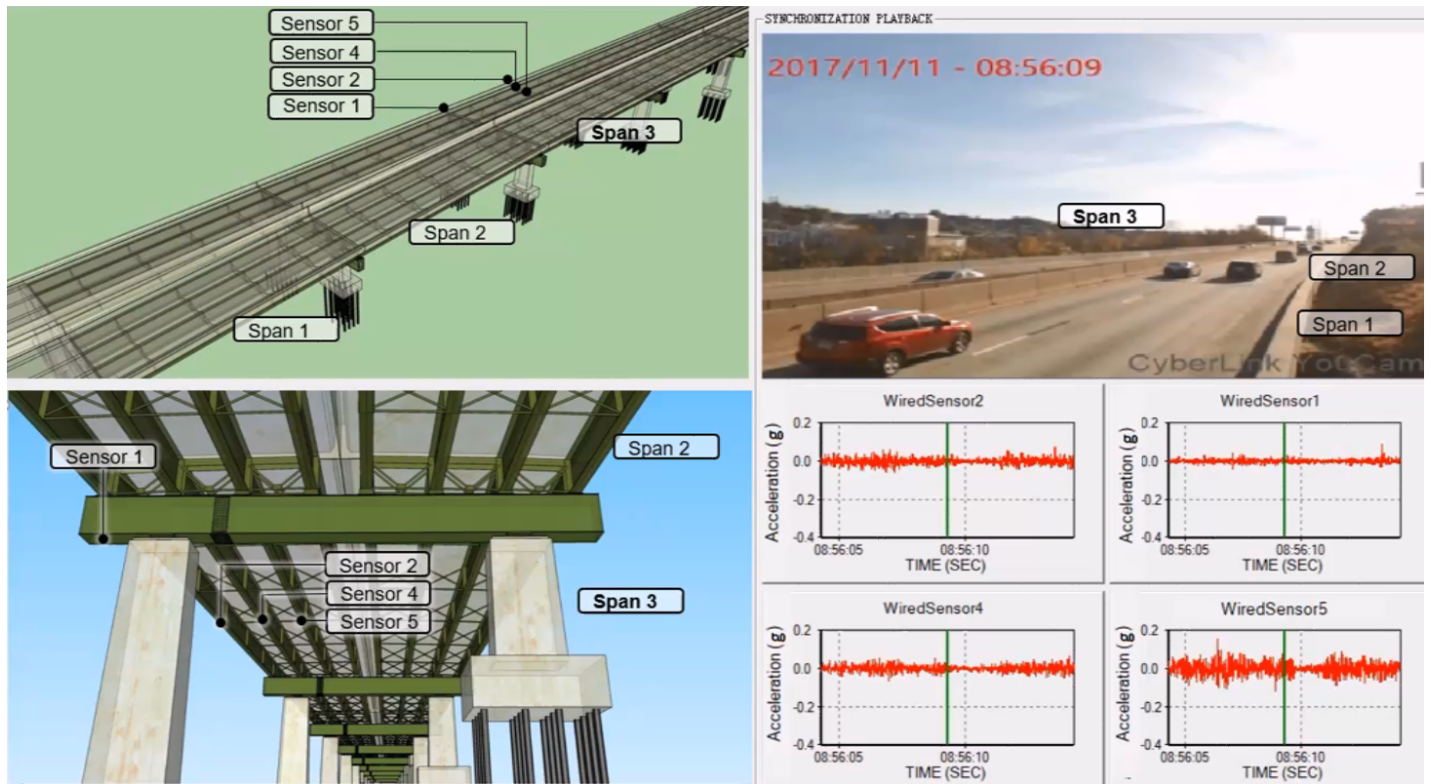 Sensor 5
Sensor 4
Sensor 2
Sensor 1
Span 3
Span 2
Span 1
SYNCHRONIZATION PLAYBACK
2017/11/11 - 08:56:09
Span 3
Span 2
Span 1
CyberLink YouCam
Sensor 1
Span 2
Sensor 2
Sensor 4
Sensor 5
Span 3
WiredSensor2
Acceleration (g)
0.2
0.0
-0.2
-0.4
08:56:05 08:56:10
TIME (SEC)
WiredSensor1
Acceleration (g)
0.2
0.0
-0.2
-0.4
08:56:05 08:56:10
TIME (SEC)
WiredSensor4
Acceleration (g)
0.2
0.0
-0.2
-0.4
08:56:05 08:56:10
TIME (SEC)
WiredSensor5
Acceleration (g)
0.2
0.0
-0.2
-0.4
08:56:05 08:56:10
TIME (SEC)